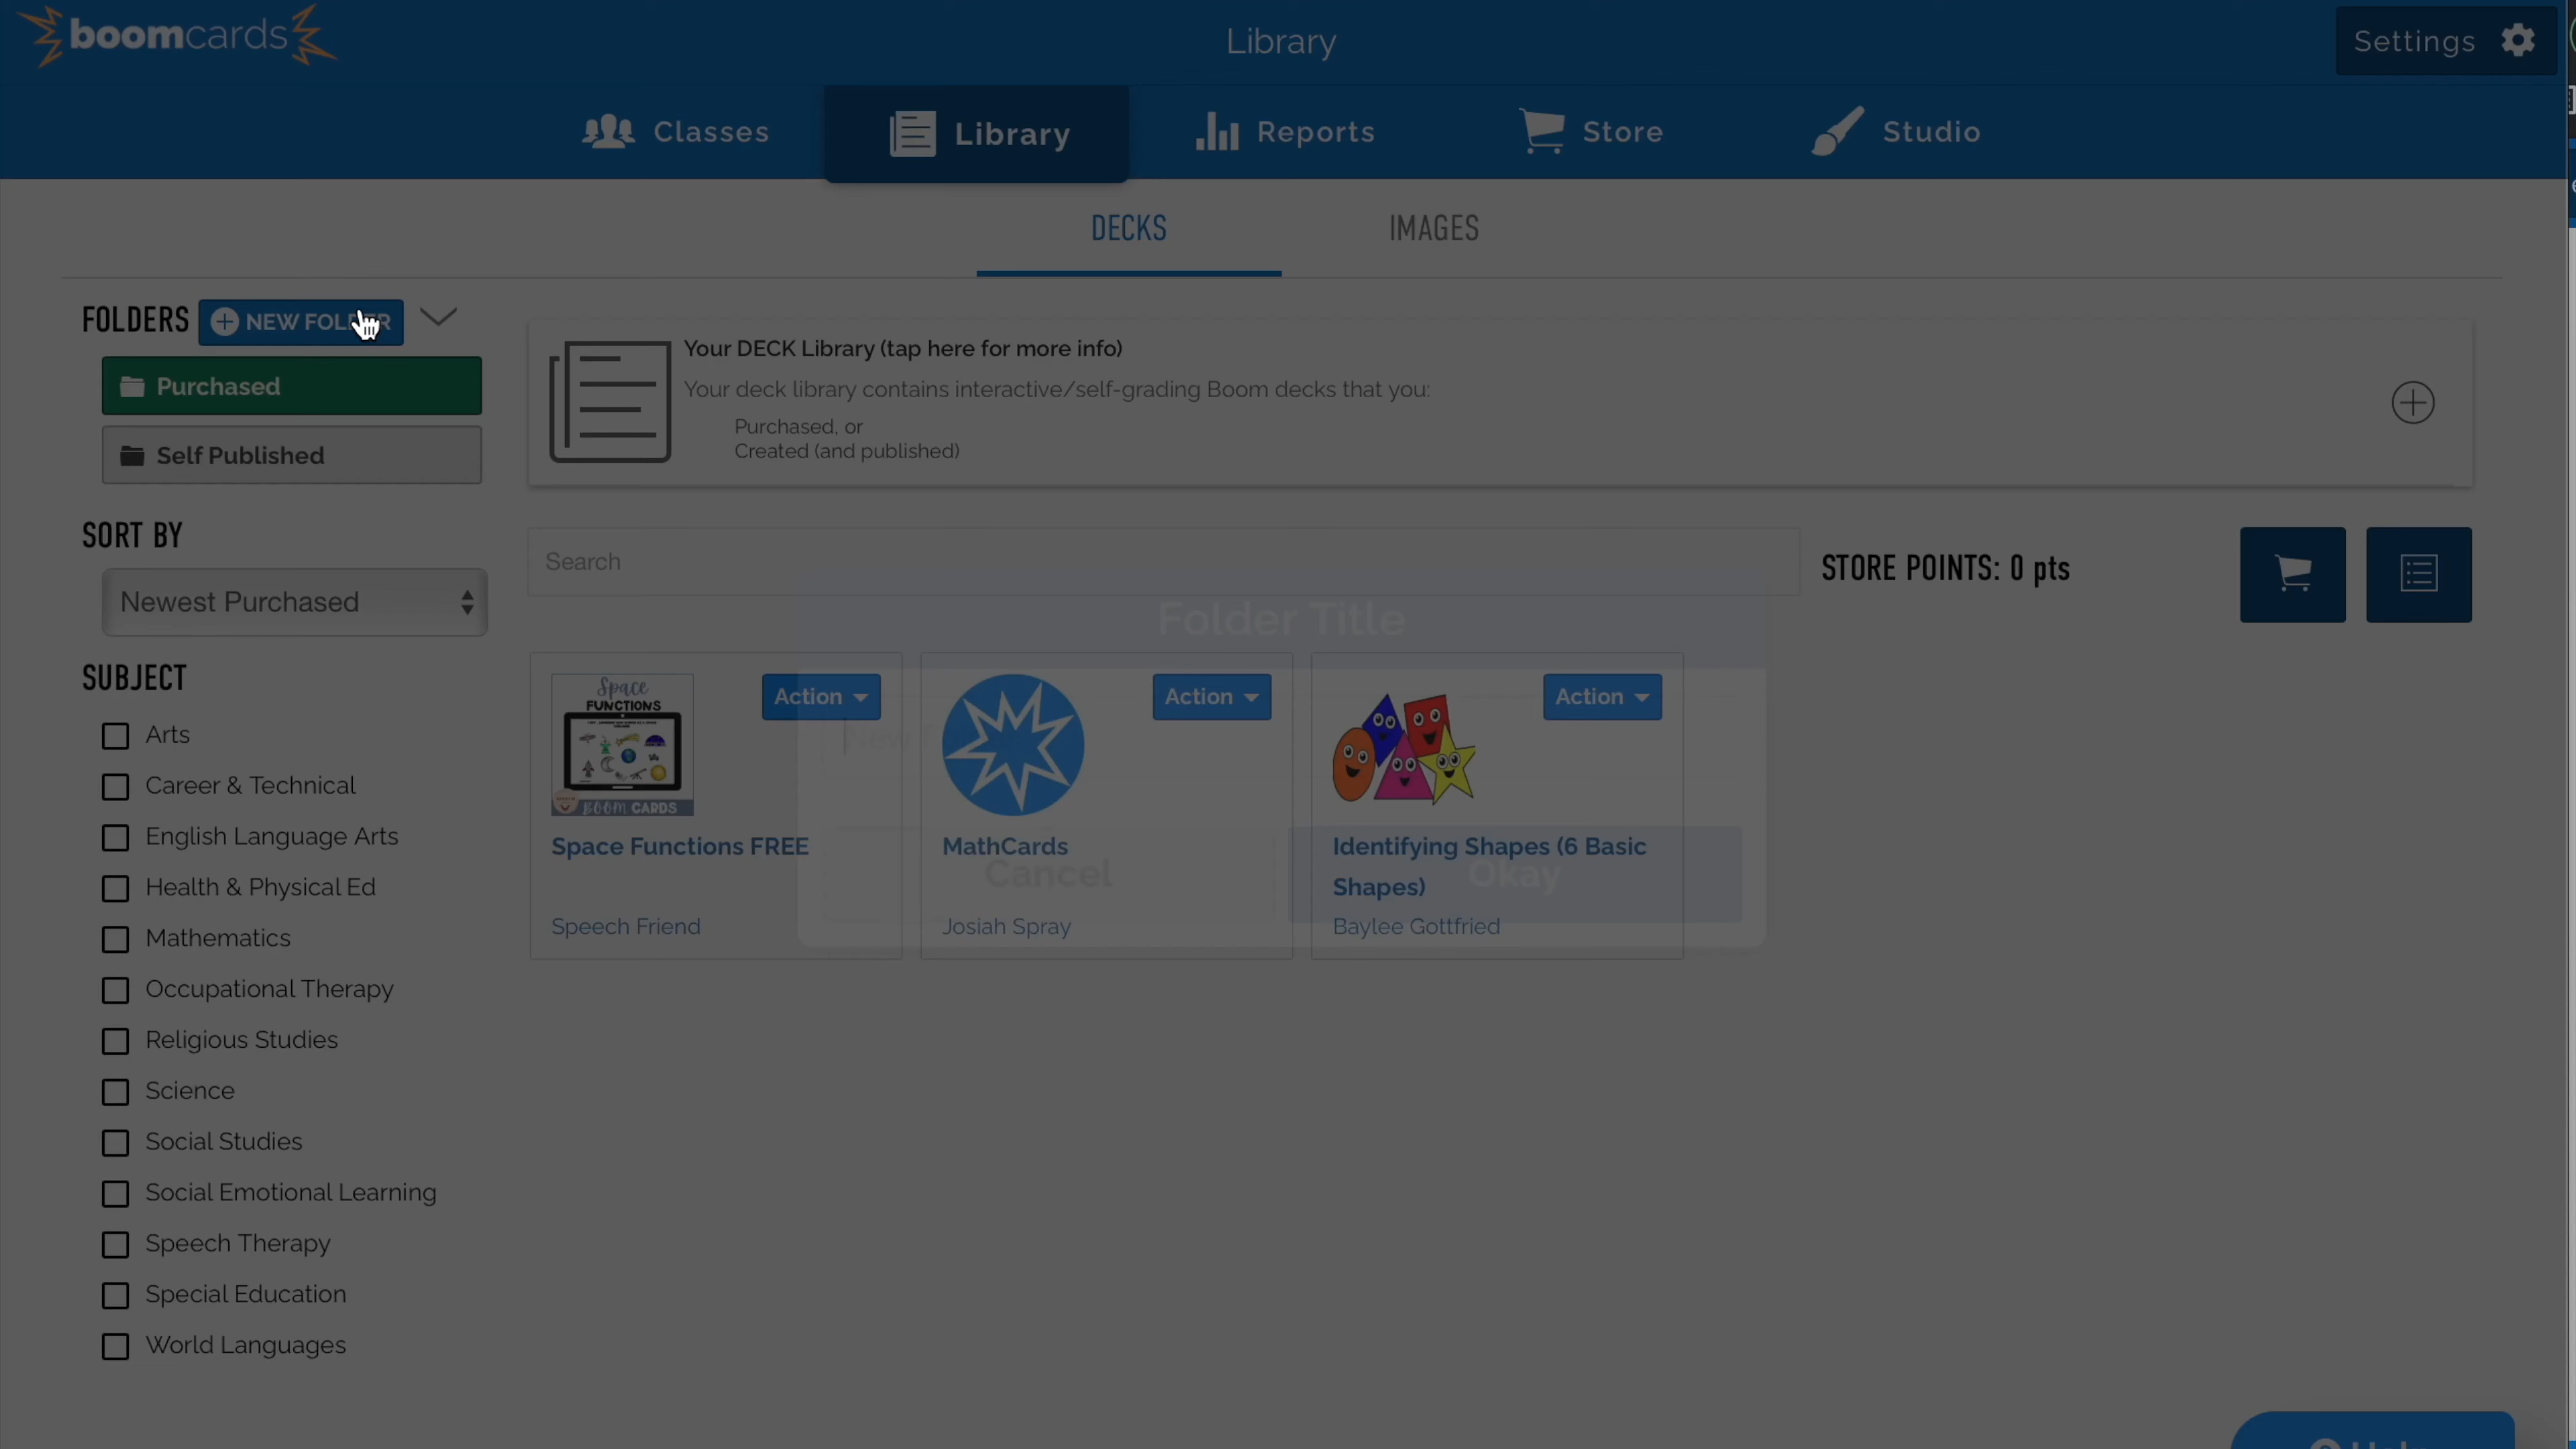 boomcards
Library
Settings
Classes
Library
Reports
Store
Studio
DECKS
IMAGES
FOLDERS
NEW FOLDER
Purchased
Self Published
Your DECK Library (tap here for more info)
Your deck library contains interactive/self-grading Boom decks that you:
Purchased, or
Created (and published)
SORT BY
Newest Purchased
Search
STORE POINTS: 0 pts
Folder Title
SUBJECT
Arts
Career & Technical
English Language Arts
Health & Physical Ed
Mathematics
Occupational Therapy
Religious Studies
Science
Social Studies
Social Emotional Learning
Speech Therapy
Special Education
World Languages
Space
FUNCTIONS
BOOM CARDS
Action
Space Functions FREE
Speech Friend
Action
MathCards
Josiah Spray
Action
Identifying Shapes (6 Basic
Shapes)
Baylee Gottfried
New
Cancel
Okay